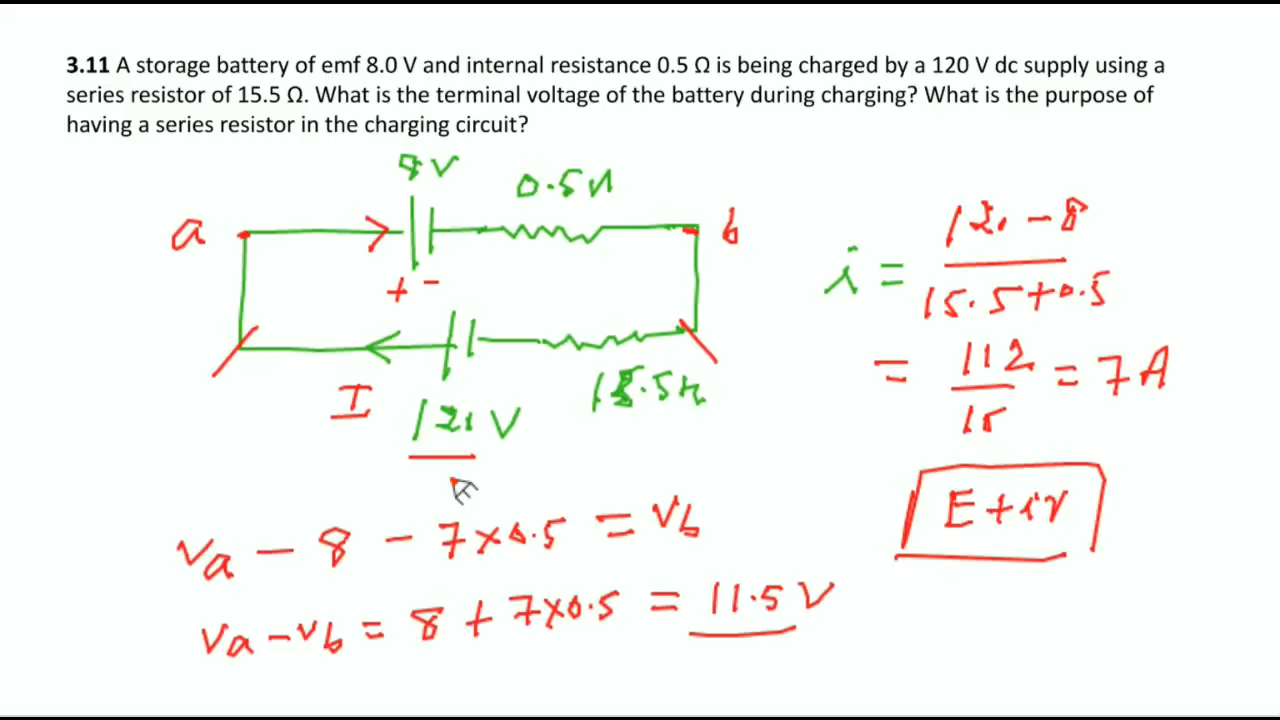 3.11 A storage battery of emf 8.0 V and internal resistance 0.5 Ω is being charged by a 120 V dc supply using a
series resistor of 15.5 Ω. What is the terminal voltage of the battery during charging? What is the purpose of
having a series resistor in the charging circuit?
8V
0.5Ω
a
b
+ -
I
120 V
15.5Ω
i = 120 - 8 / 15.5 + 0.5
= 112 / 15 = 7A
E + ir
Va - 8 - 7×0.5 = Vb
Va - Vb = 8 + 7×0.5 = 11.5 V